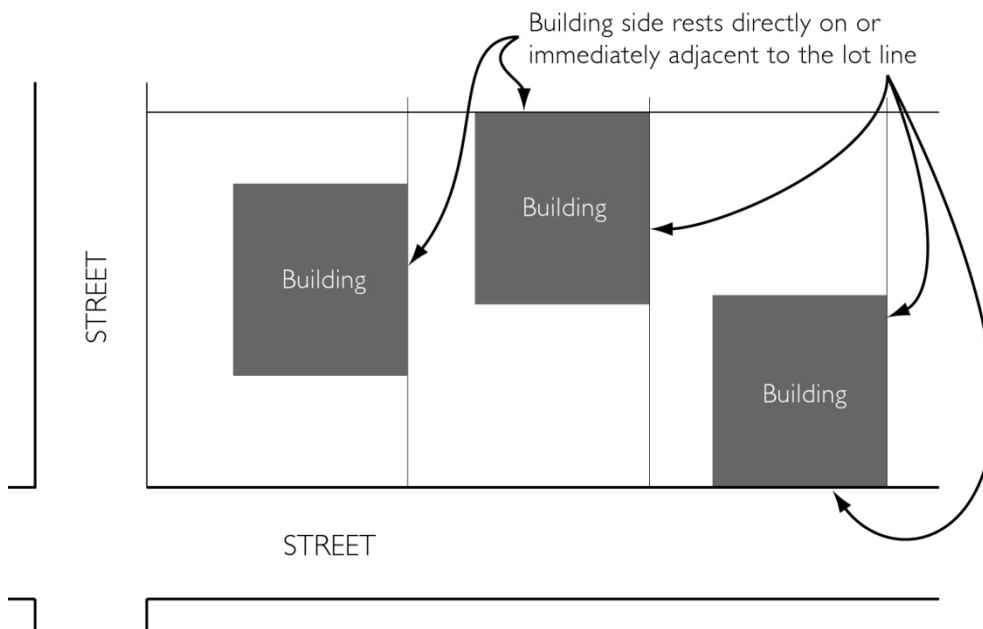 Building side rests directly on or
immediately adjacent to the lot line
Building
Building
Building
STREET
STREET